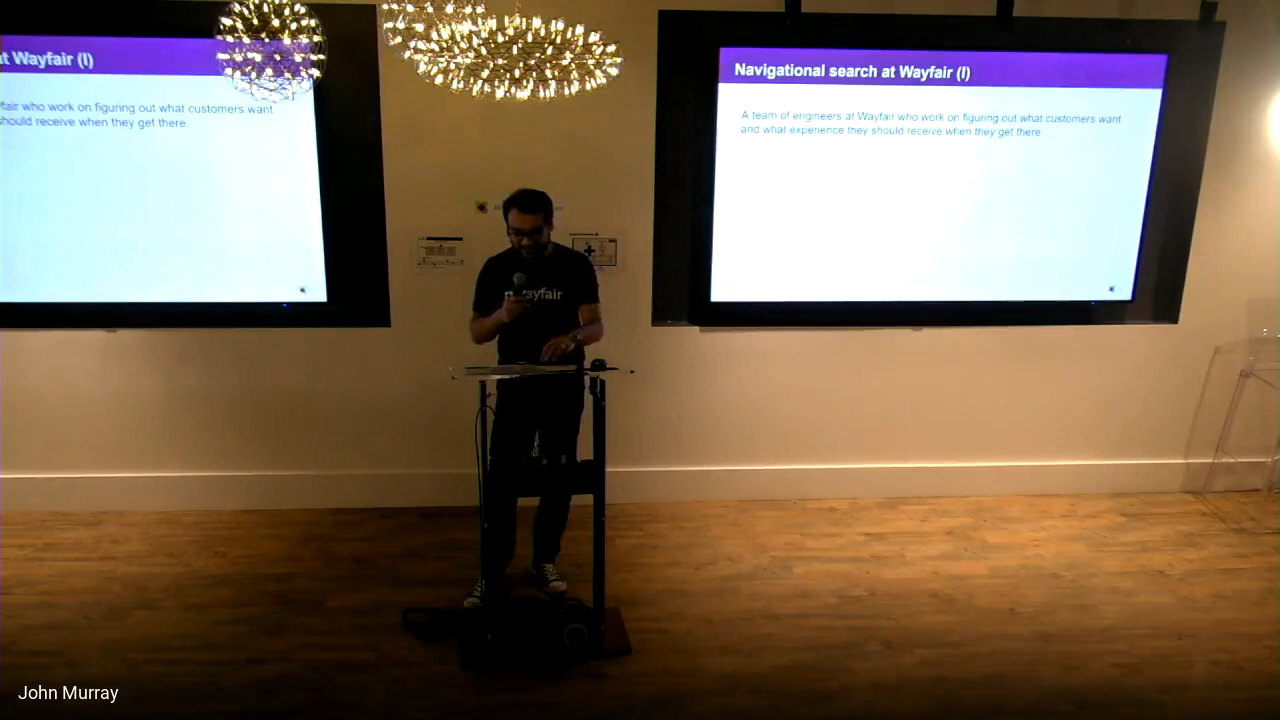 at Wayfair (I)
fair who work on figuring out what customers want
should receive when they get there.
Navigational search at Wayfair (I)
A team of engineers at Wayfair who work on figuring out what customers want
and what experience they should receive when they get there.
wayfair
John Murray